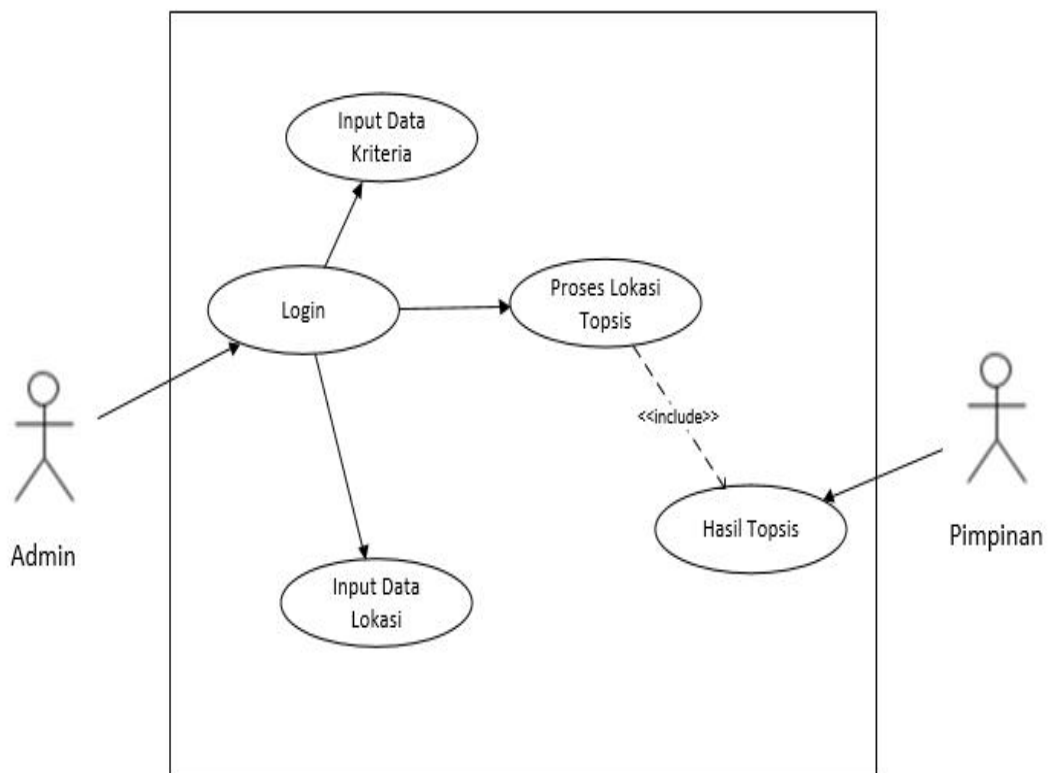 Input Data
Kriteria
Login
Proses Lokasi
Topsis
<<include>>
Hasil Topsis
Admin
Pimpinan
Input Data
Lokasi